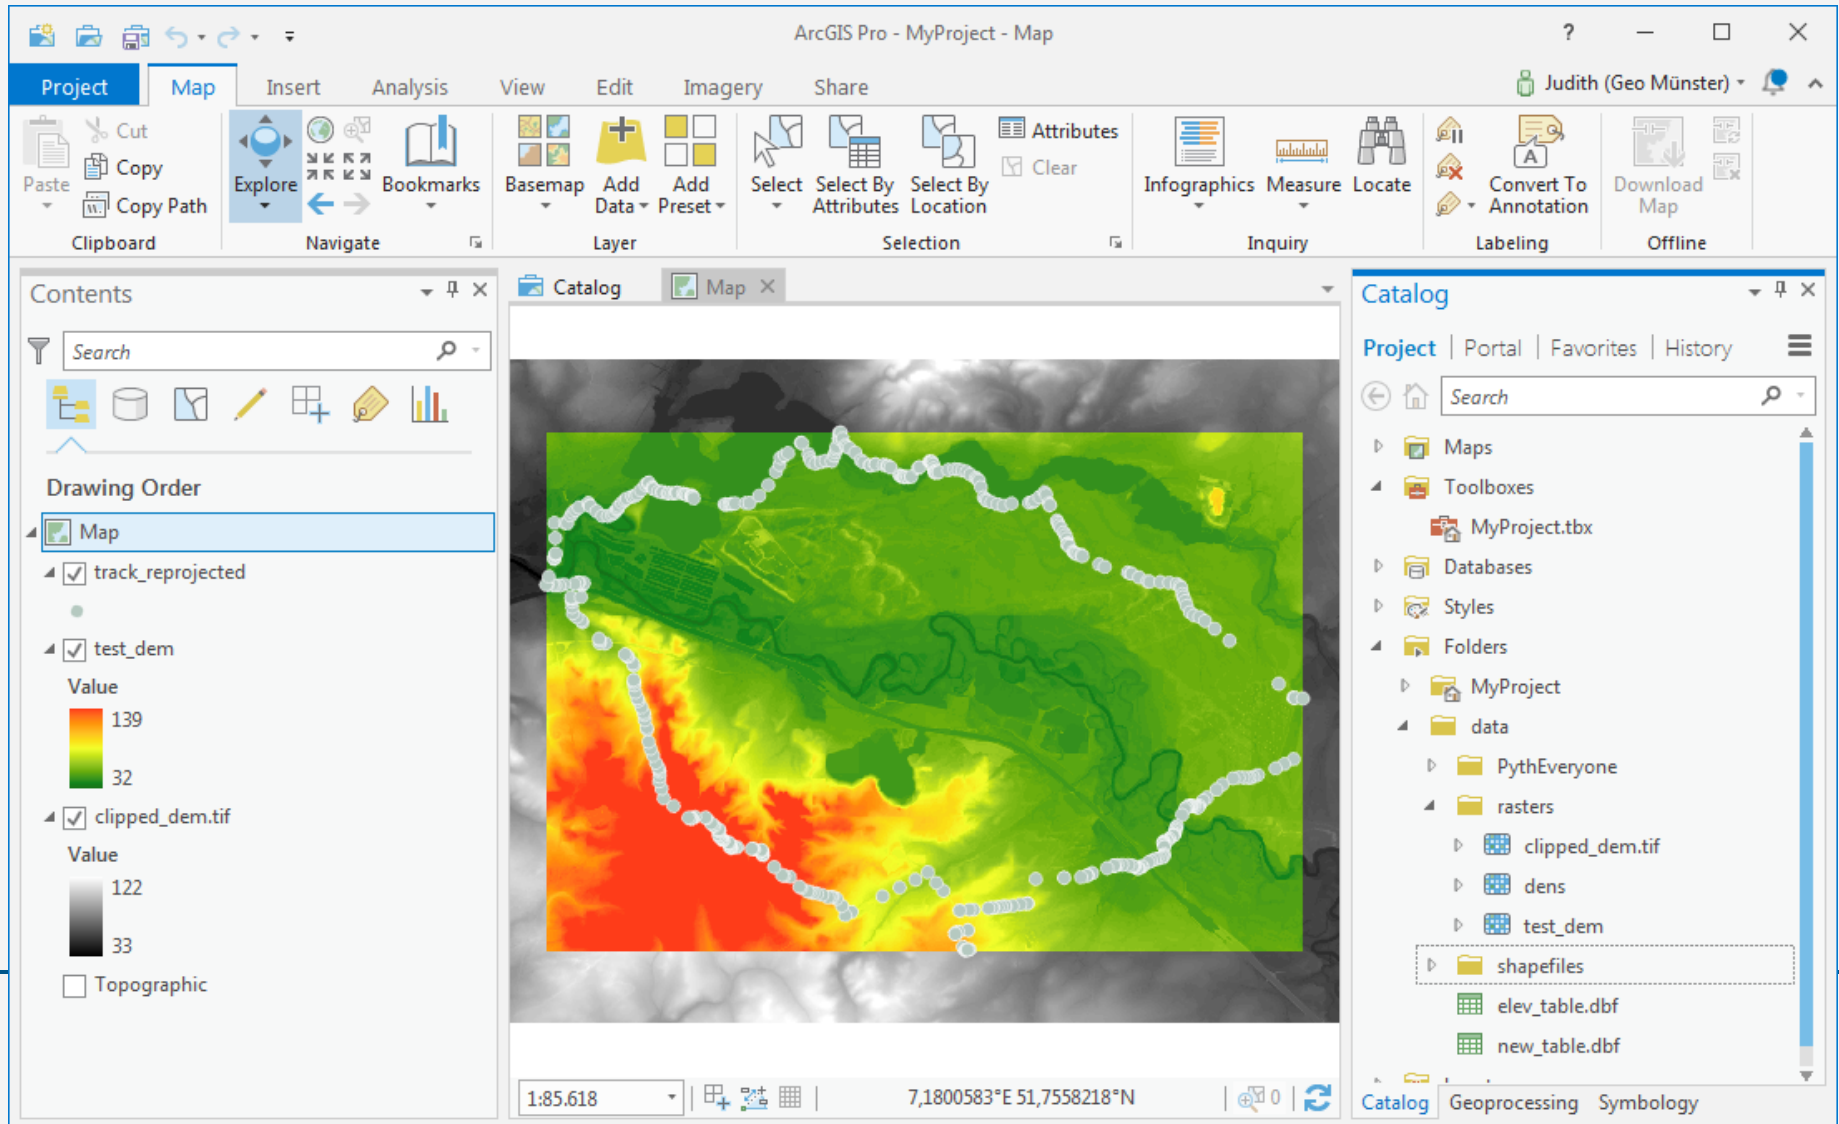 ArcGIS Pro - MyProject - Map
?
Project Map Insert Analysis View Edit Imagery Share
Judith (Geo Münster)
Paste
Cut
Copy
Copy Path
Clipboard
Explore
Bookmarks
Navigate
Basemap
Add Data
Add Preset
Layer
Select
Select By Attributes
Select By Location
Attributes
Clear
Selection
Infographics
Measure
Locate
Inquiry
Convert To Annotation
Labeling
Download Map
Offline
Contents
Search
Drawing Order
Map
track_reprojected
test_dem
Value
139
32
clipped_dem.tif
Value
122
33
Topographic
Catalog
Map
1:85.618
7,1800583°E 51,7558218°N
0
Catalog
Project | Portal | Favorites | History
Search
Maps
Toolboxes
MyProject.tbx
Databases
Styles
Folders
MyProject
data
PythEveryone
rasters
clipped_dem.tif
dens
test_dem
shapefiles
elev_table.dbf
new_table.dbf
Catalog Geoprocessing Symbology